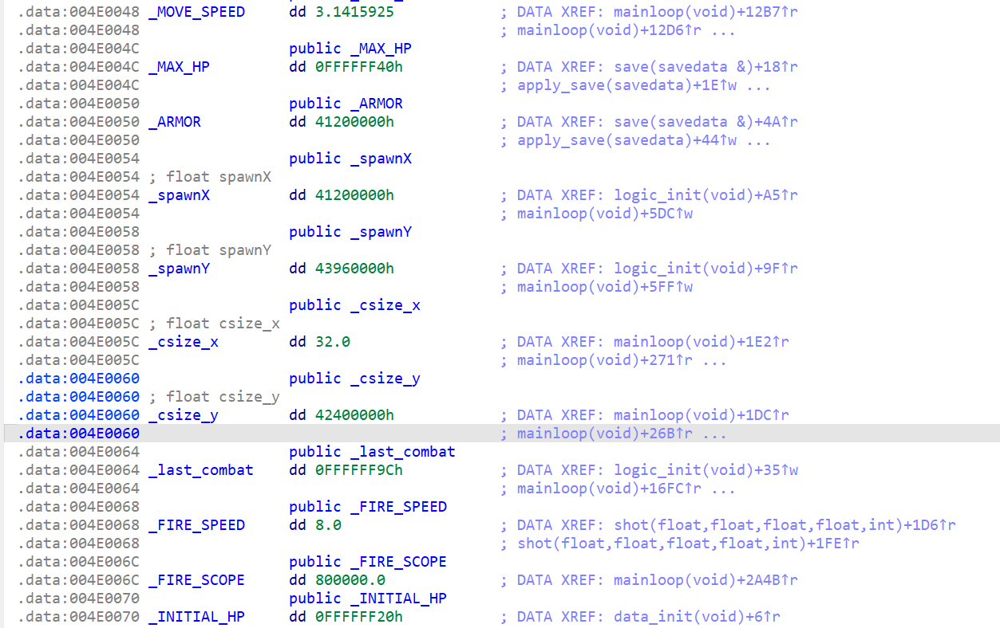 .data:004E0048 _MOVE_SPEED dd 3.1415925 ; DATA XREF: mainloop(void)+12B7↑r
.data:004E0048 ; mainloop(void)+12D6↑r ...
.data:004E004C public _MAX_HP
.data:004E004C _MAX_HP dd 0FFFFFF40h ; DATA XREF: save(savedata &)+18↑r
.data:004E004C ; apply_save(savedata)+1E↑w ...
.data:004E0050 public _ARMOR
.data:004E0050 _ARMOR dd 41200000h ; DATA XREF: save(savedata &)+4A↑r
.data:004E0050 ; apply_save(savedata)+44↑w ...
.data:004E0054 public _spawnX
.data:004E0054 ; float spawnX
.data:004E0054 _spawnX dd 41200000h ; DATA XREF: logic_init(void)+A5↑r
.data:004E0054 ; mainloop(void)+5DC↑w
.data:004E0058 public _spawnY
.data:004E0058 ; float spawnY
.data:004E0058 _spawnY dd 43960000h ; DATA XREF: logic_init(void)+9F↑r
.data:004E0058 ; mainloop(void)+5FF↑w
.data:004E005C public _csize_x
.data:004E005C ; float csize_x
.data:004E005C _csize_x dd 32.0 ; DATA XREF: mainloop(void)+1E2↑r
.data:004E005C ; mainloop(void)+271↑r ...
.data:004E0060 public _csize_y
.data:004E0060 ; float csize_y
.data:004E0060 _csize_y dd 42400000h ; DATA XREF: mainloop(void)+1DC↑r
.data:004E0060 ; mainloop(void)+26B↑r ...
.data:004E0064 public _last_combat
.data:004E0064 _last_combat dd 0FFFFFF9Ch ; DATA XREF: logic_init(void)+35↑w
.data:004E0064 ; mainloop(void)+16FC↑r ...
.data:004E0068 public _FIRE_SPEED
.data:004E0068 _FIRE_SPEED dd 8.0 ; DATA XREF: shot(float,float,float,float,int)+1D6↑r
.data:004E0068 ; shot(float,float,float,float,int)+1FE↑r
.data:004E006C public _FIRE_SCOPE
.data:004E006C _FIRE_SCOPE dd 800000.0 ; DATA XREF: mainloop(void)+2A4B↑r
.data:004E0070 public _INITIAL_HP
.data:004E0070 _INITIAL_HP dd 0FFFFFF20h ; DATA XREF: data_init(void)+6↑r